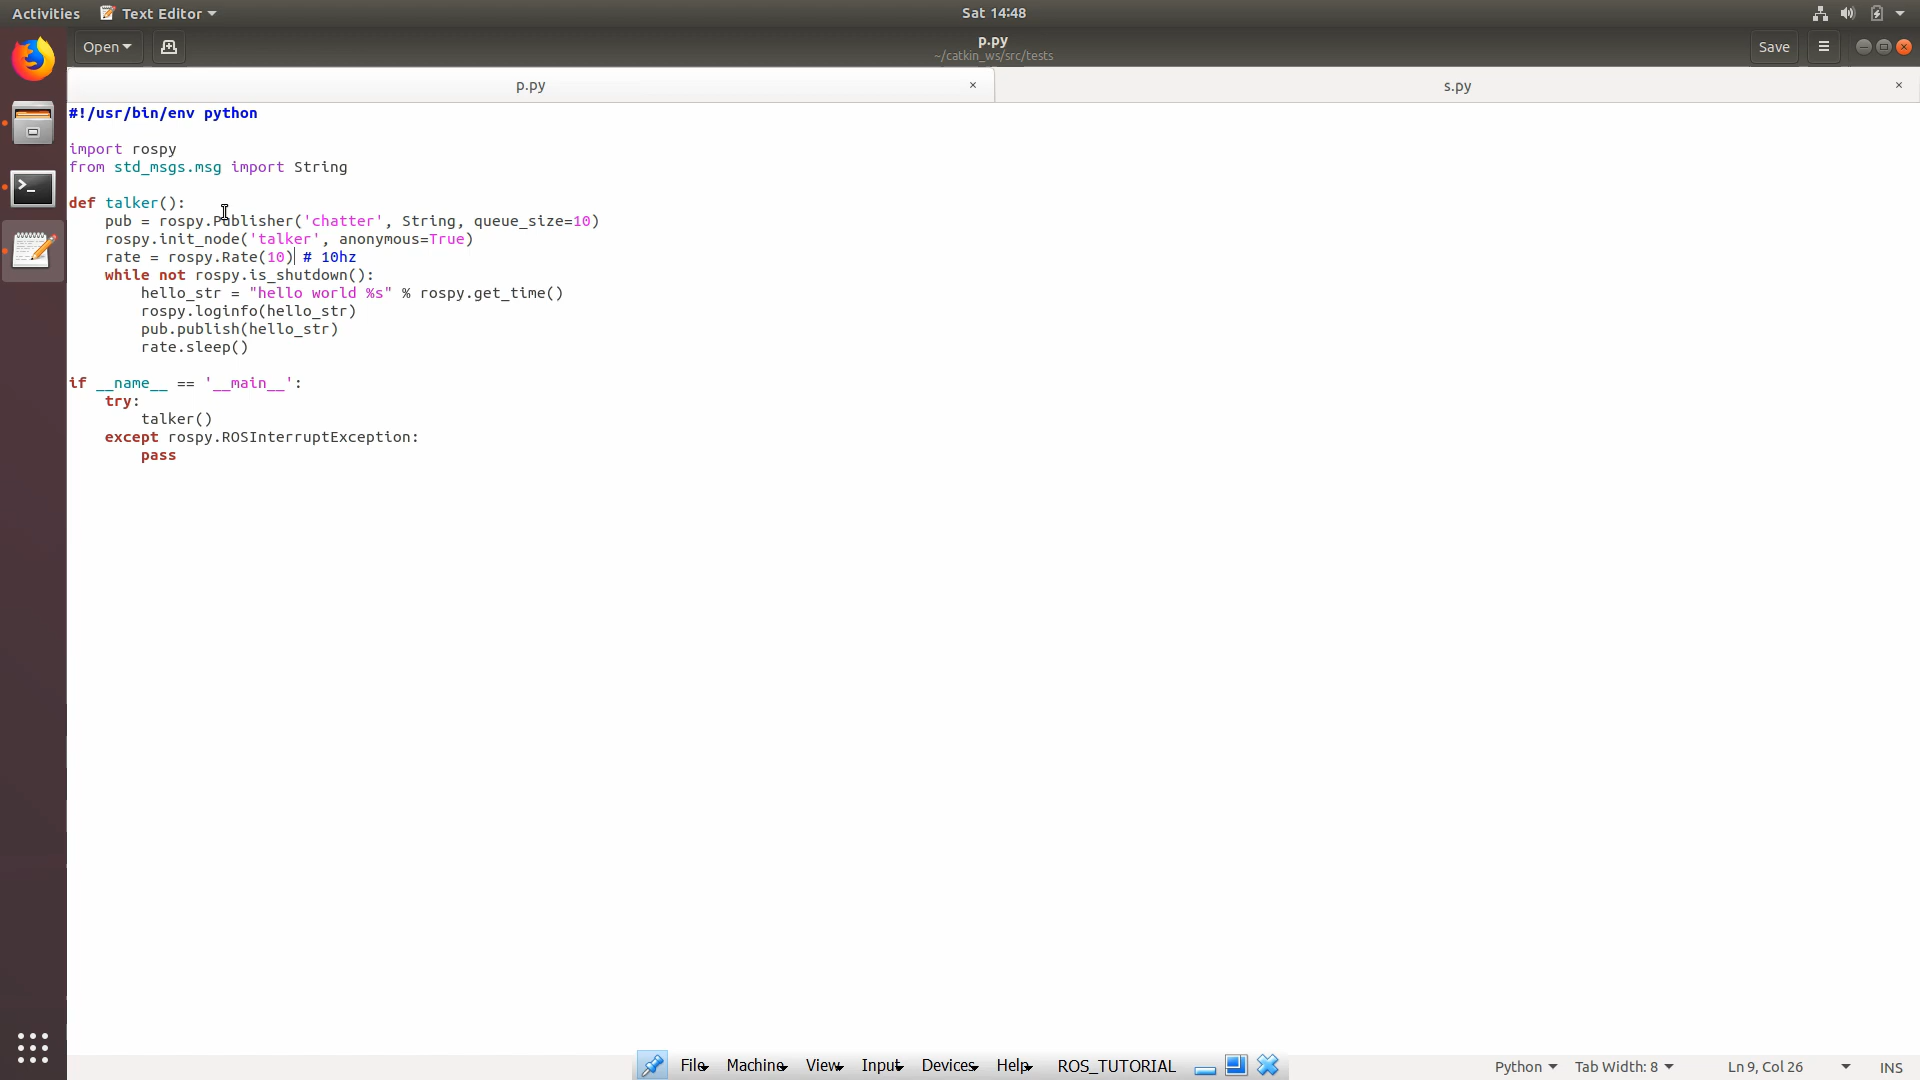 Activities Text Editor Sat 14:48
Open p.py Save
~/catkin_ws/src/tests
p.py × s.py ×
#!/usr/bin/env python
import rospy
from std_msgs.msg import String
def talker():
    pub = rospy.Publisher('chatter', String, queue_size=10)
    rospy.init_node('talker', anonymous=True)
    rate = rospy.Rate(10) # 10hz
    while not rospy.is_shutdown():
        hello_str = "hello world %s" % rospy.get_time()
        rospy.loginfo(hello_str)
        pub.publish(hello_str)
        rate.sleep()
if __name__ == '__main__':
    try:
        talker()
    except rospy.ROSInterruptException:
        pass
File Machine View Input Devices Help ROS_TUTORIAL Python Tab Width: 8 Ln 9, Col 26 INS